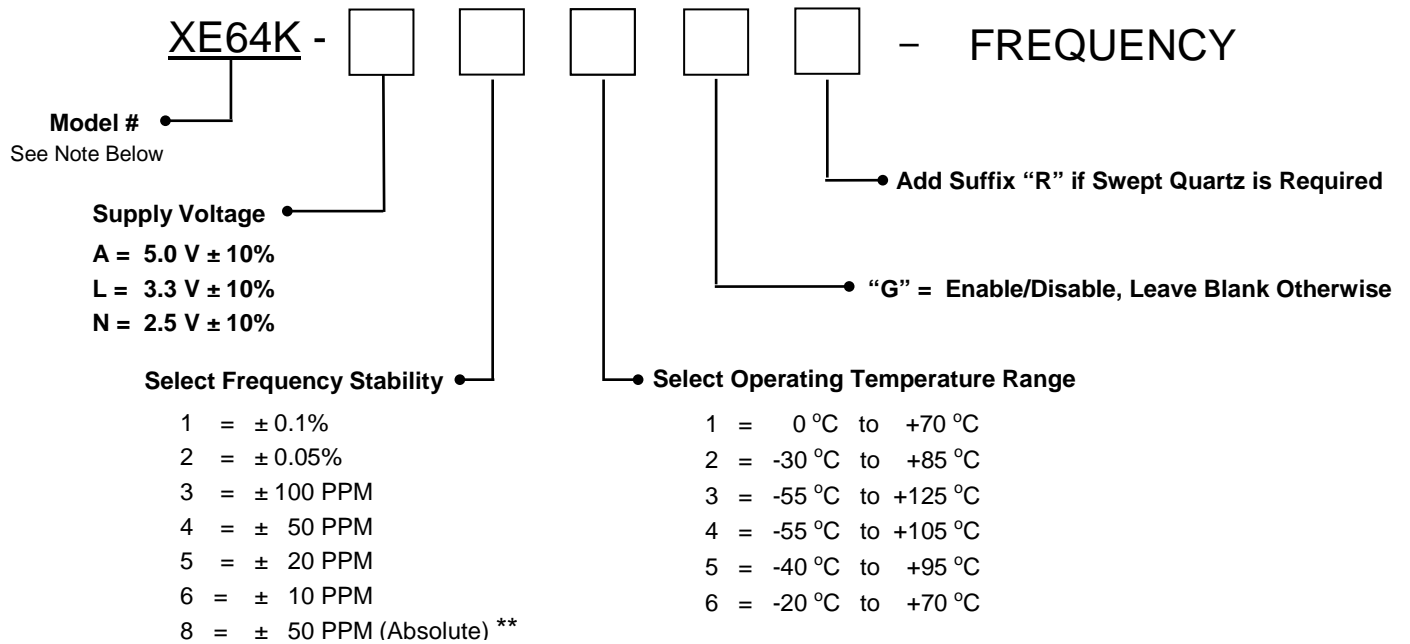 XE64K - – FREQUENCY
Model #
See Note Below
Add Suffix “R” if Swept Quartz is Required
Supply Voltage
A = 5.0 V ± 10%
L = 3.3 V ± 10%
N = 2.5 V ± 10%
“G” = Enable/Disable, Leave Blank Otherwise
Select Frequency Stability
1 = ± 0.1%
2 = ± 0.05%
3 = ± 100 PPM
4 = ± 50 PPM
5 = ± 20 PPM
6 = ± 10 PPM
8 = ± 50 PPM (Absolute) **
Select Operating Temperature Range
1 = 0 °C to +70 °C
2 = -30 °C to +85 °C
3 = -55 °C to +125 °C
4 = -55 °C to +105 °C
5 = -40 °C to +95 °C
6 = -20 °C to +70 °C